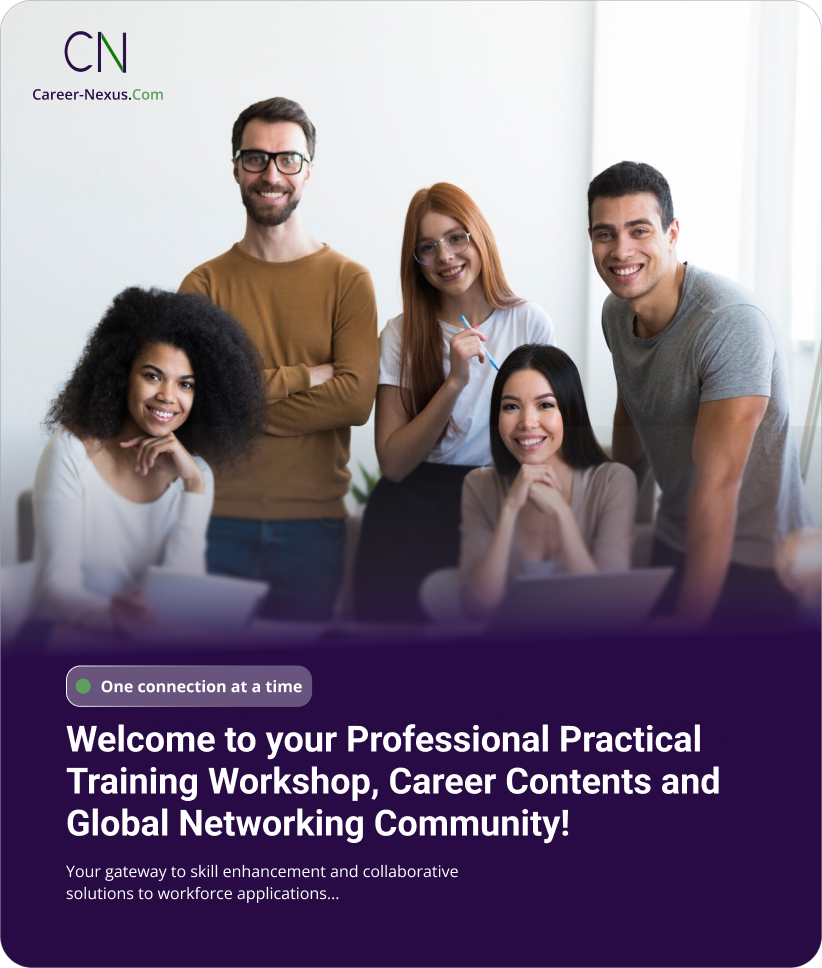 CN
Career-Nexus.Com
One connection at a time
Welcome to your Professional Practical
Training Workshop, Career Contents and
Global Networking Community!
Your gateway to skill enhancement and collaborative
solutions to workforce applications...